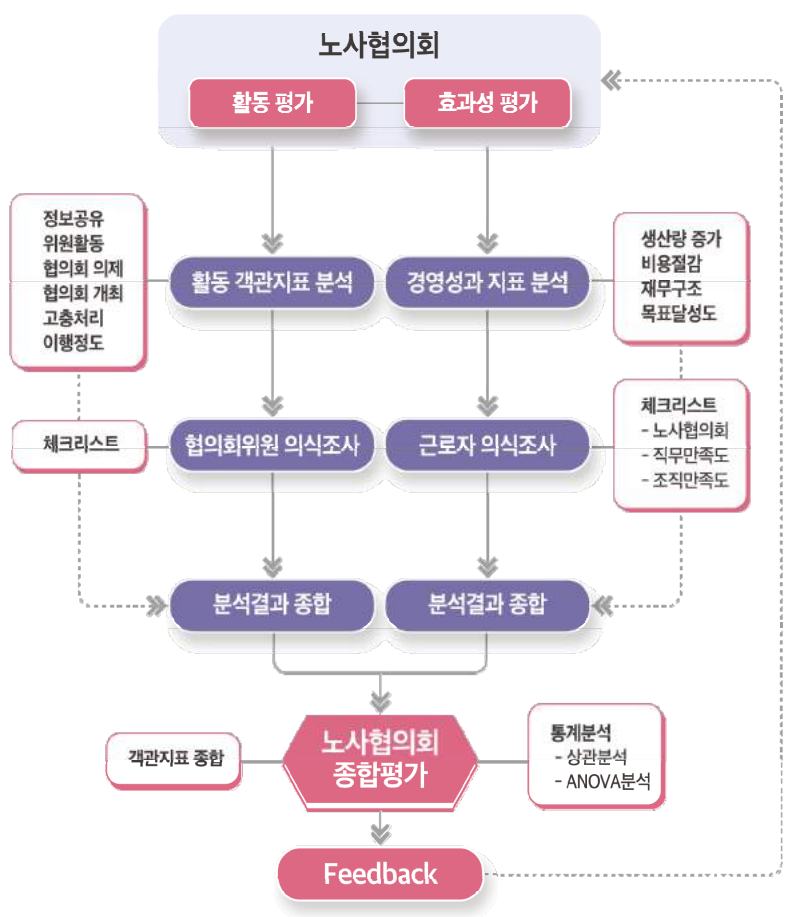 노사협의회
활동 평가
효과성 평가
정보공유
위원활동
협의회 의제
협의회 개최
고충처리
이행정도
활동 객관지표 분석
경영성과 지표 분석
생산량 증가
비용절감
재무구조
목표달성도
체크리스트
협의회위원 의식조사
근로자 의식조사
체크리스트
- 노사협의회
- 직무만족도
- 조직만족도
분석결과 종합
분석결과 종합
객관지표 종합
노사협의회
종합평가
통계분석
- 상관분석
- ANOVA분석
Feedback